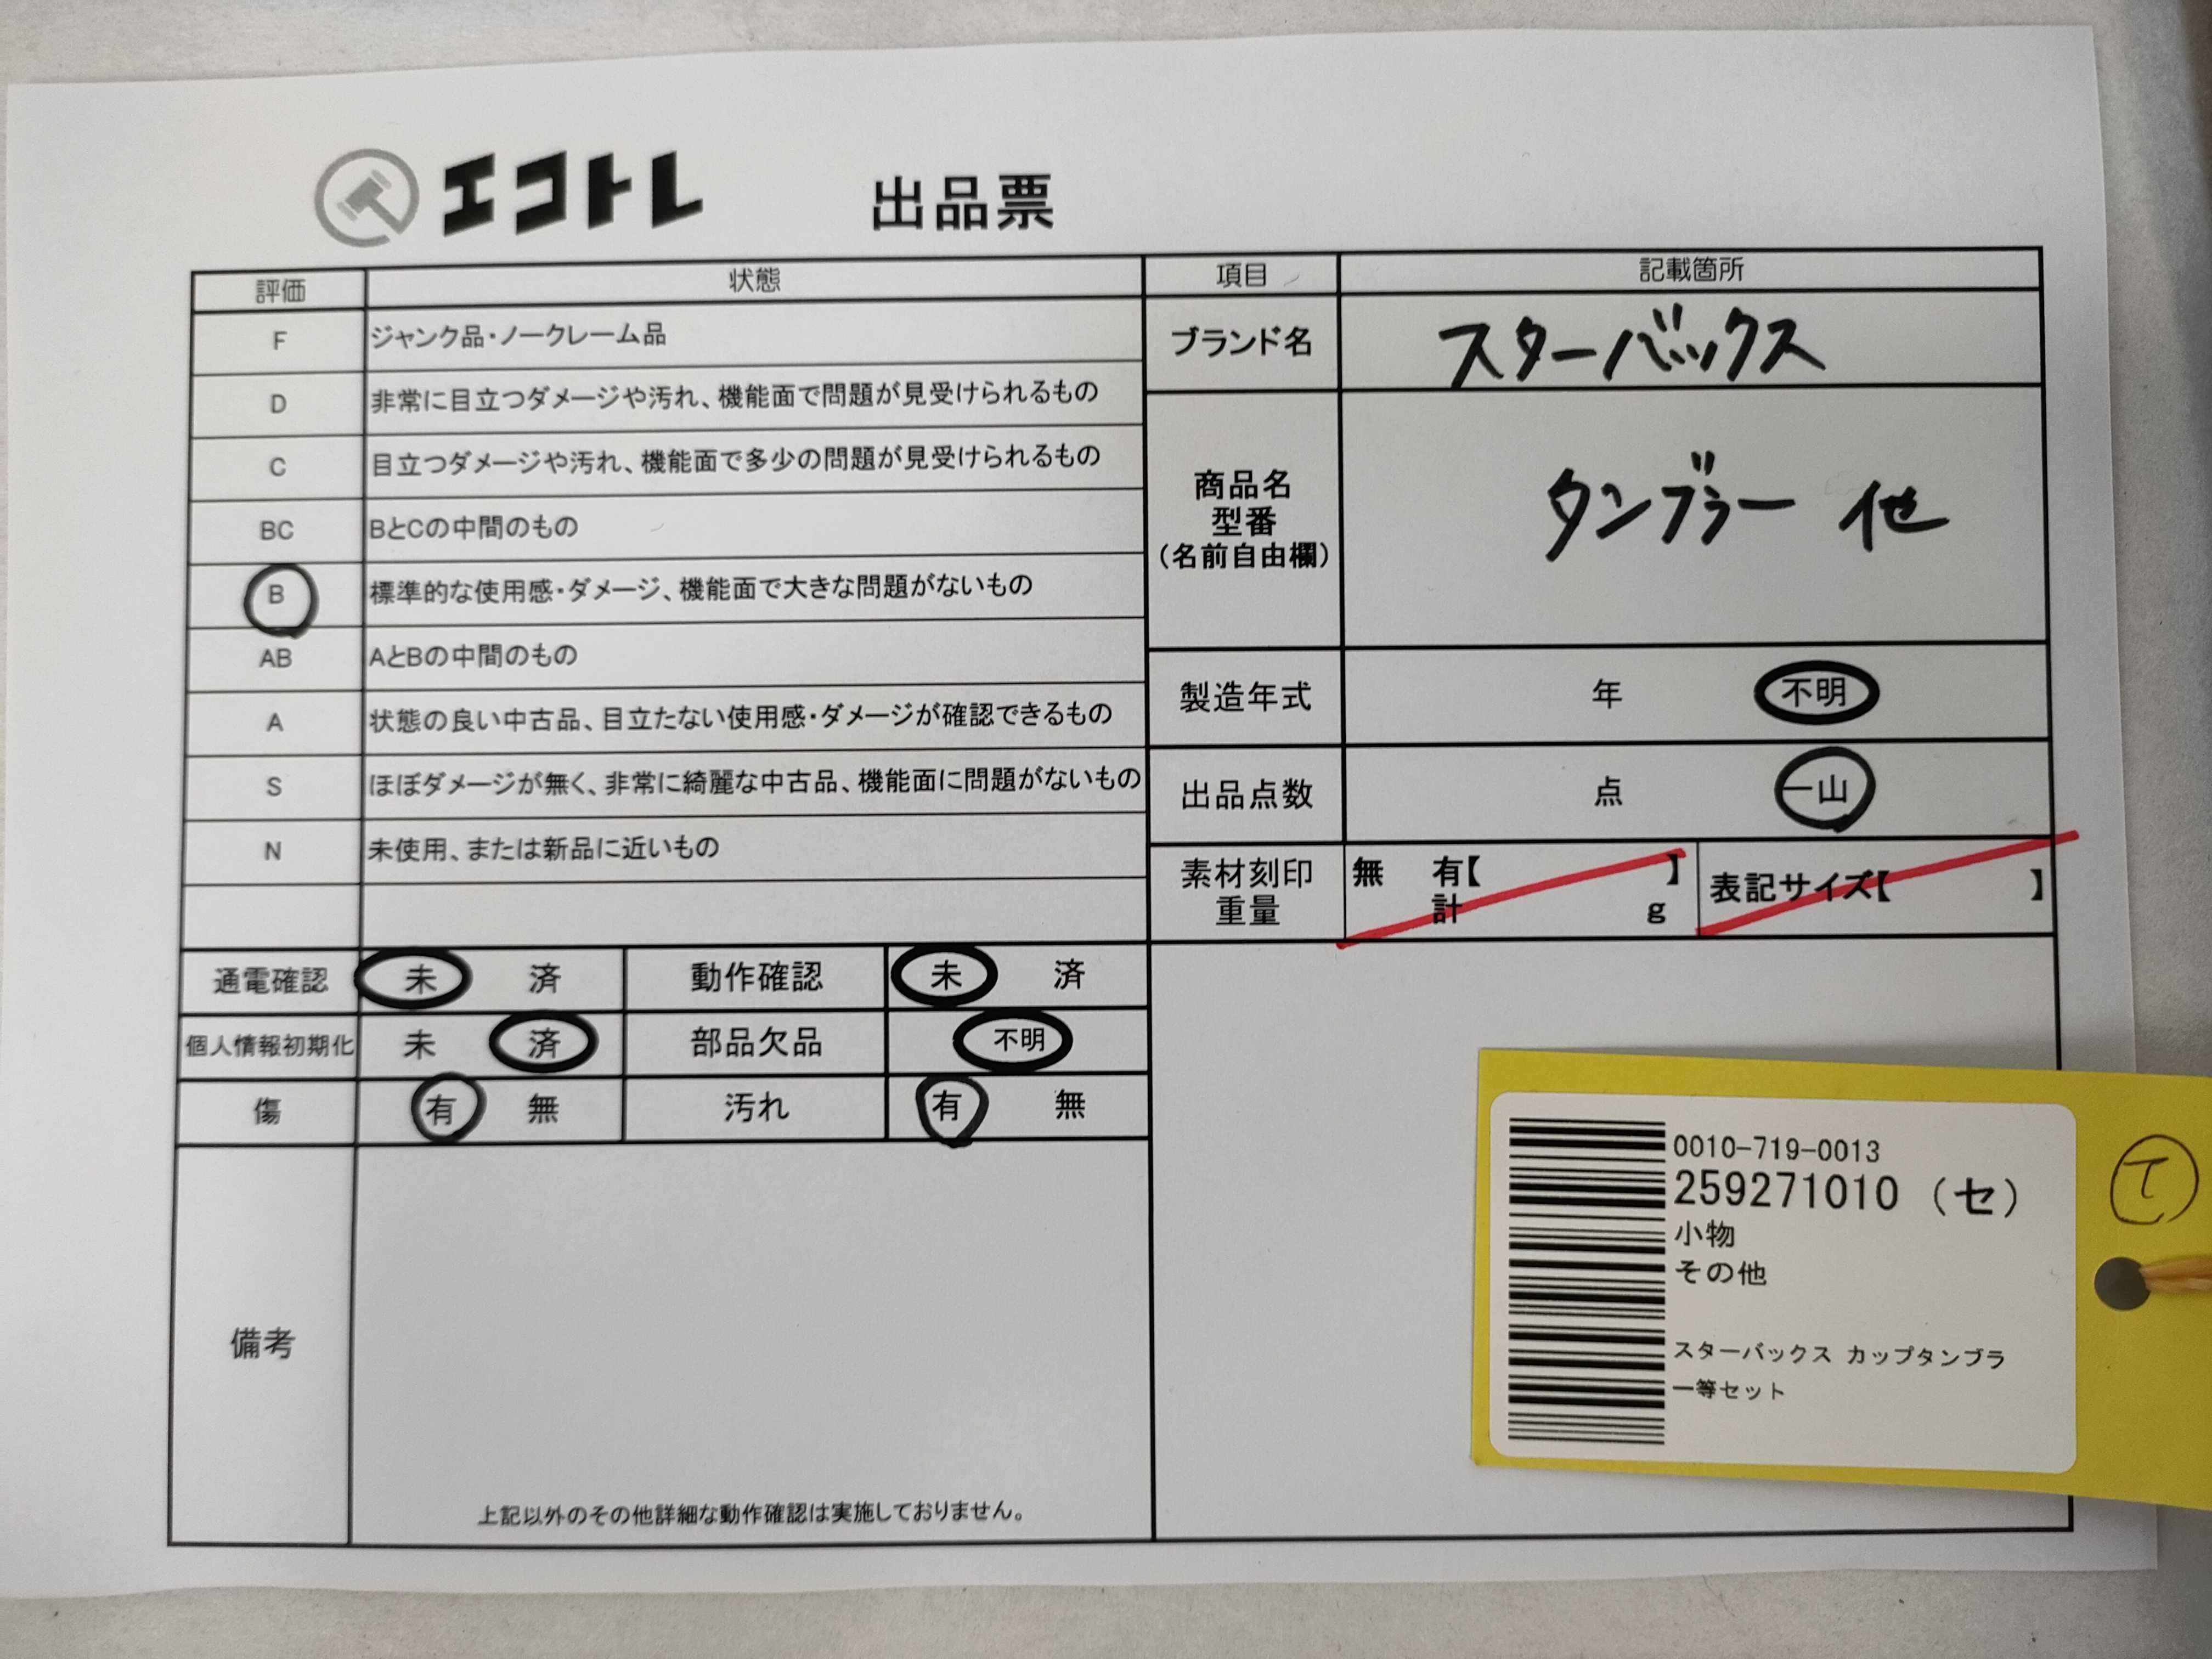 エコトレ 出品票
評価 状態
F ジャンク品・ノークレーム品
D 非常に目立つダメージや汚れ、機能面で問題が見受けられるもの
C 目立つダメージや汚れ、機能面で多少の問題が見受けられるもの
BC BとCの中間のもの
B 標準的な使用感・ダメージ、機能面で大きな問題がないもの
AB AとBの中間のもの
A 状態の良い中古品、目立たない使用感・ダメージが確認できるもの
S ほぼダメージが無く、非常に綺麗な中古品、機能面に問題がないもの
N 未使用、または新品に近いもの
項目 記載箇所
ブランド名 スターバックス
商品名
型番
(名前自由欄)
タンブラー 他
製造年式 年 不明
出品点数 点 一山
素材刻印
重量
無 有【 】
計 g
表記サイズ【 】
通電確認 未 済 動作確認 未 済
個人情報初期化 未 済 部品欠品 不明
傷 有 無 汚れ 有 無
備考
上記以外のその他詳細な動作確認は実施しておりません。
0010-719-0013
259271010 (セ)
小物
その他
スターバックス カップタンブラ
ー等セット
て